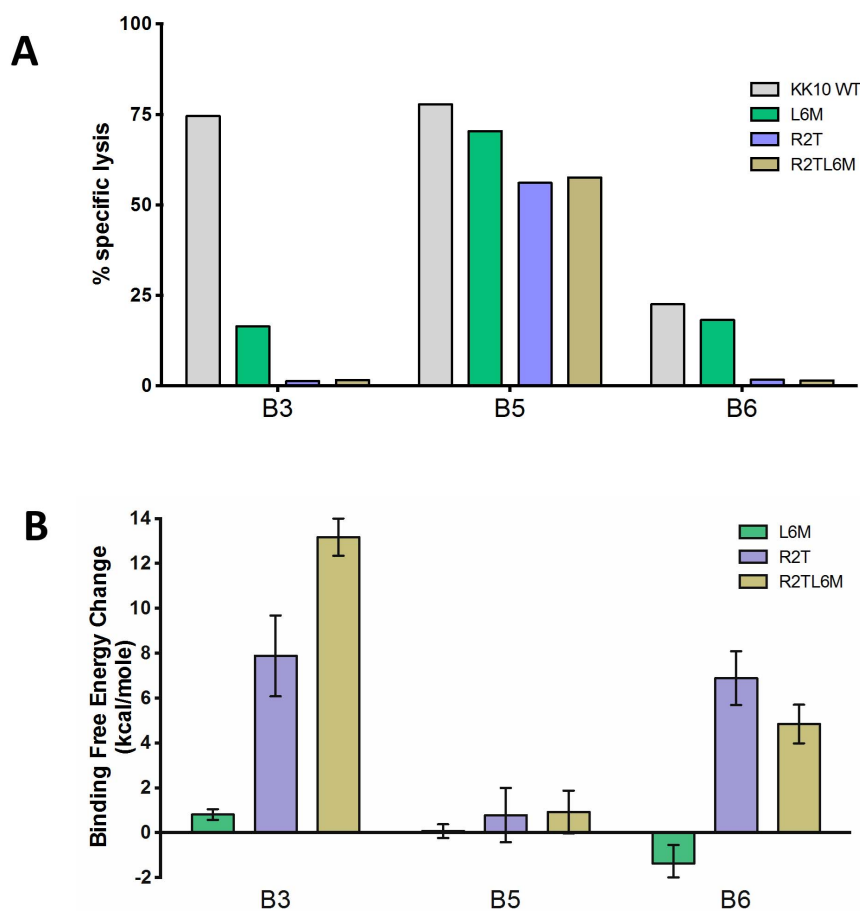 A
% specific lysis
100
75
50
25
0
B3
B5
B6
KK10 WT
L6M
R2T
R2TL6M
B
Binding Free Energy Change
(kcal/mole)
14
12
10
8
6
4
2
0
-2
B3
B5
B6
L6M
R2T
R2TL6M